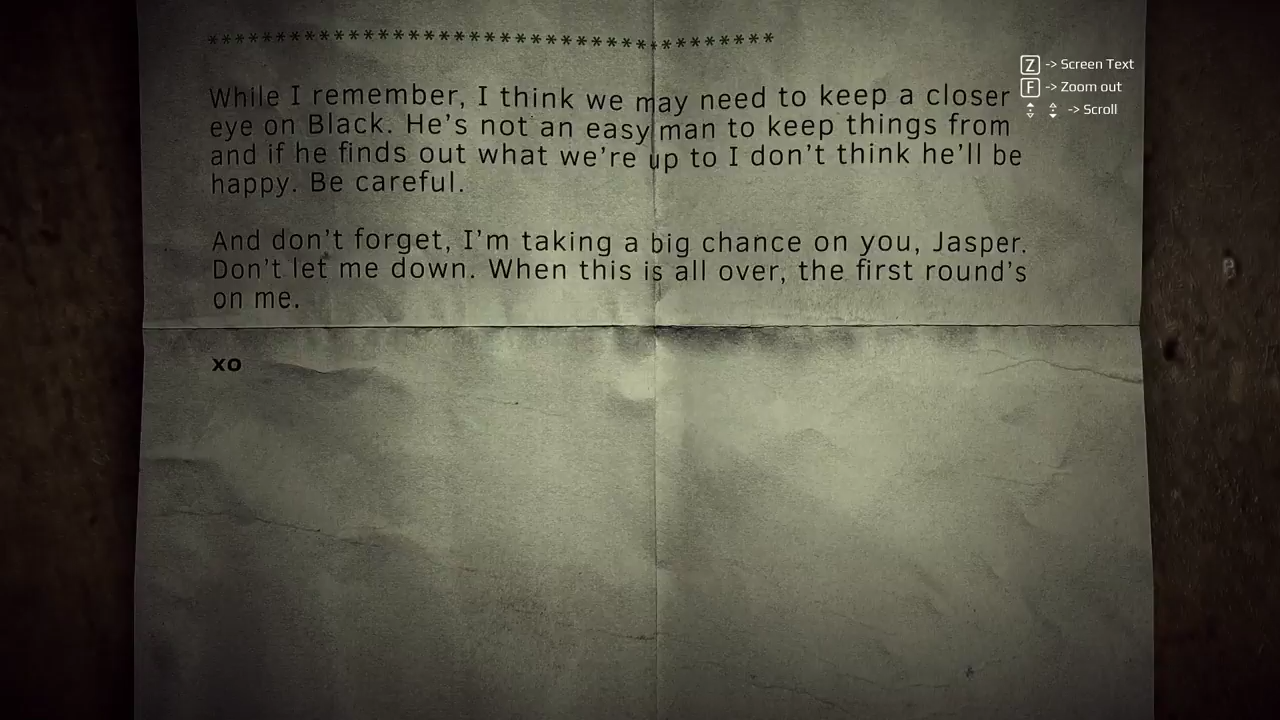 **************************************
While I remember, I think we may need to keep a closer
eye on Black. He's not an easy man to keep things from
and if he finds out what we're up to I don't think he'll be
happy. Be careful.
And don't forget, I'm taking a big chance on you, Jasper.
Don't let me down. When this is all over, the first round's
on me.
xo
Z -> Screen Text
F -> Zoom out
-> Scroll